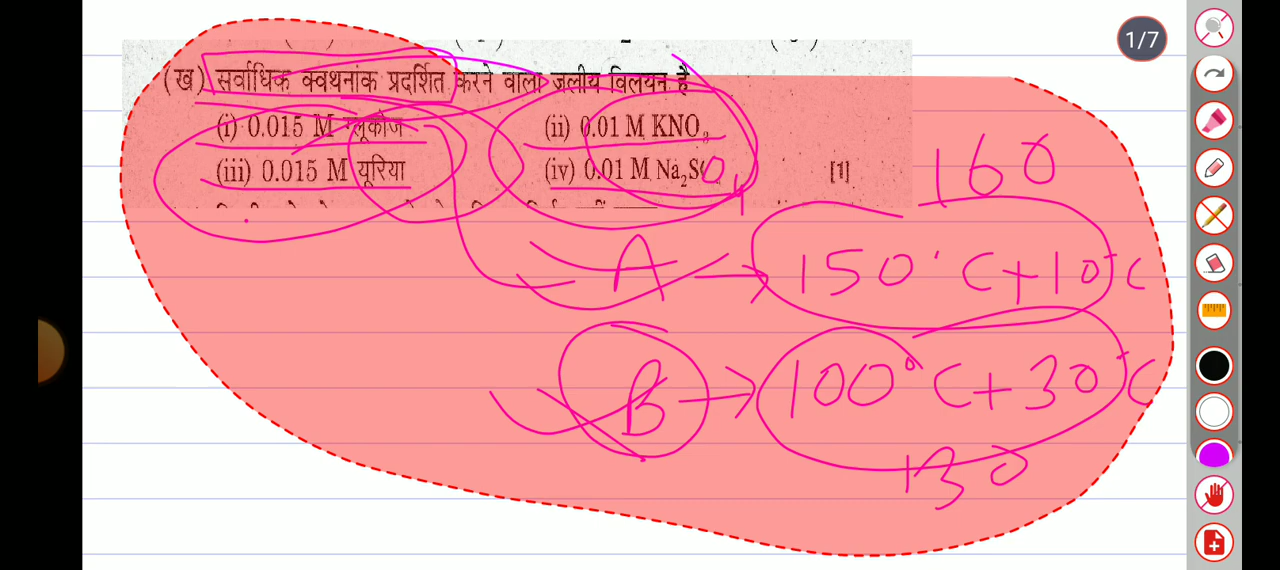 1/7
(ख) सर्वाधिक क्वथनांक प्रदर्शित करने वाला जलीय विलयन है
(i) 0.015 M ग्लूकोज (ii) 0.01 M KNO₃
(iii) 0.015 M यूरिया (iv) 0.01 M Na₂SO₄ [1]
160
A → 150°C + 10°C
B → 100°C + 30°C
130